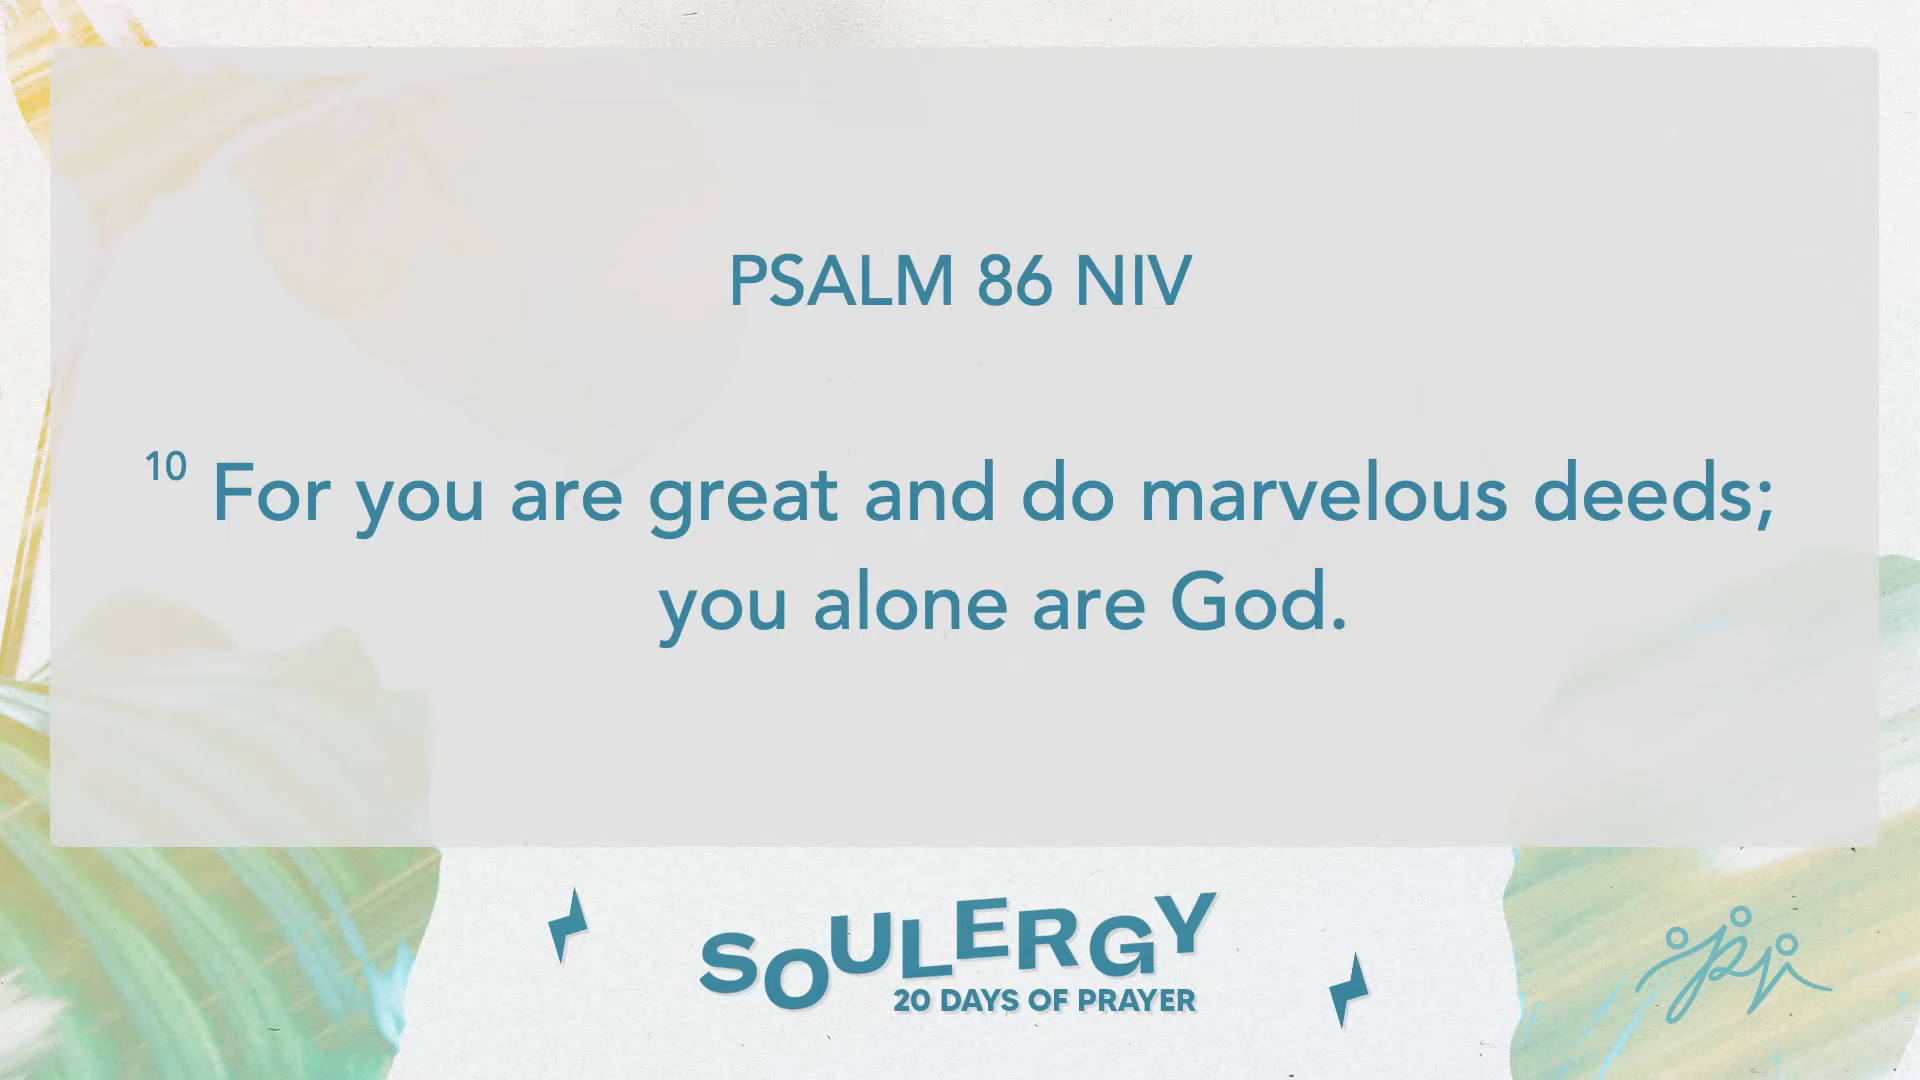 PSALM 86 NIV
10 For you are great and do marvelous deeds;
you alone are God.
SOULERGY
20 DAYS OF PRAYER